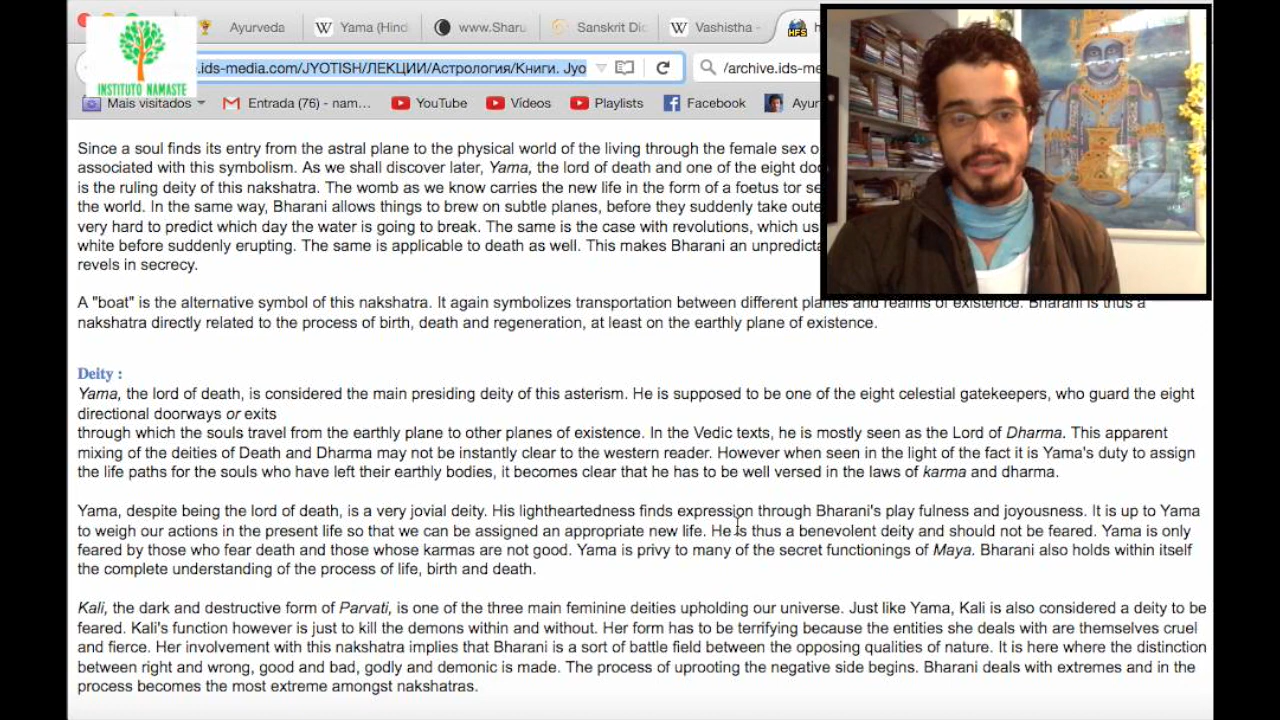 Ayurveda
Yama (Hind
www.Sharu
Sanskrit Dic
Vashistha -
INSTITUTO NAMASTE
.ids-media.com/JYOTISH/ЛЕКЦИИ/Астрология/Книги. Jyo
/archive.ids-me
Mais visitados
Entrada (76) - nam...
YouTube
Vídeos
Playlists
Facebook
Ayur
Since a soul finds its entry from the astral plane to the physical world of the living through the female sex o
associated with this symbolism. As we shall discover later, Yama, the lord of death and one of the eight doo
is the ruling deity of this nakshatra. The womb as we know carries the new life in the form of a foetus tor se
the world. In the same way, Bharani allows things to brew on subtle planes, before they suddenly take oute
very hard to predict which day the water is going to break. The same is the case with revolutions, which us
white before suddenly erupting. The same is applicable to death as well. This makes Bharani an unpredicta
revels in secrecy.
A "boat" is the alternative symbol of this nakshatra. It again symbolizes transportation between different planes and realms of existence. Bharani is thus a
nakshatra directly related to the process of birth, death and regeneration, at least on the earthly plane of existence.
Deity :
Yama, the lord of death, is considered the main presiding deity of this asterism. He is supposed to be one of the eight celestial gatekeepers, who guard the eight
directional doorways or exits
through which the souls travel from the earthly plane to other planes of existence. In the Vedic texts, he is mostly seen as the Lord of Dharma. This apparent
mixing of the deities of Death and Dharma may not be instantly clear to the western reader. However when seen in the light of the fact it is Yama's duty to assign
the life paths for the souls who have left their earthly bodies, it becomes clear that he has to be well versed in the laws of karma and dharma.
Yama, despite being the lord of death, is a very jovial deity. His lightheartedness finds expression through Bharani's play fulness and joyousness. It is up to Yama
to weigh our actions in the present life so that we can be assigned an appropriate new life. He is thus a benevolent deity and should not be feared. Yama is only
feared by those who fear death and those whose karmas are not good. Yama is privy to many of the secret functionings of Maya. Bharani also holds within itself
the complete understanding of the process of life, birth and death.
Kali, the dark and destructive form of Parvati, is one of the three main feminine deities upholding our universe. Just like Yama, Kali is also considered a deity to be
feared. Kali's function however is just to kill the demons within and without. Her form has to be terrifying because the entities she deals with are themselves cruel
and fierce. Her involvement with this nakshatra implies that Bharani is a sort of battle field between the opposing qualities of nature. It is here where the distinction
between right and wrong, good and bad, godly and demonic is made. The process of uprooting the negative side begins. Bharani deals with extremes and in the
process becomes the most extreme amongst nakshatras.